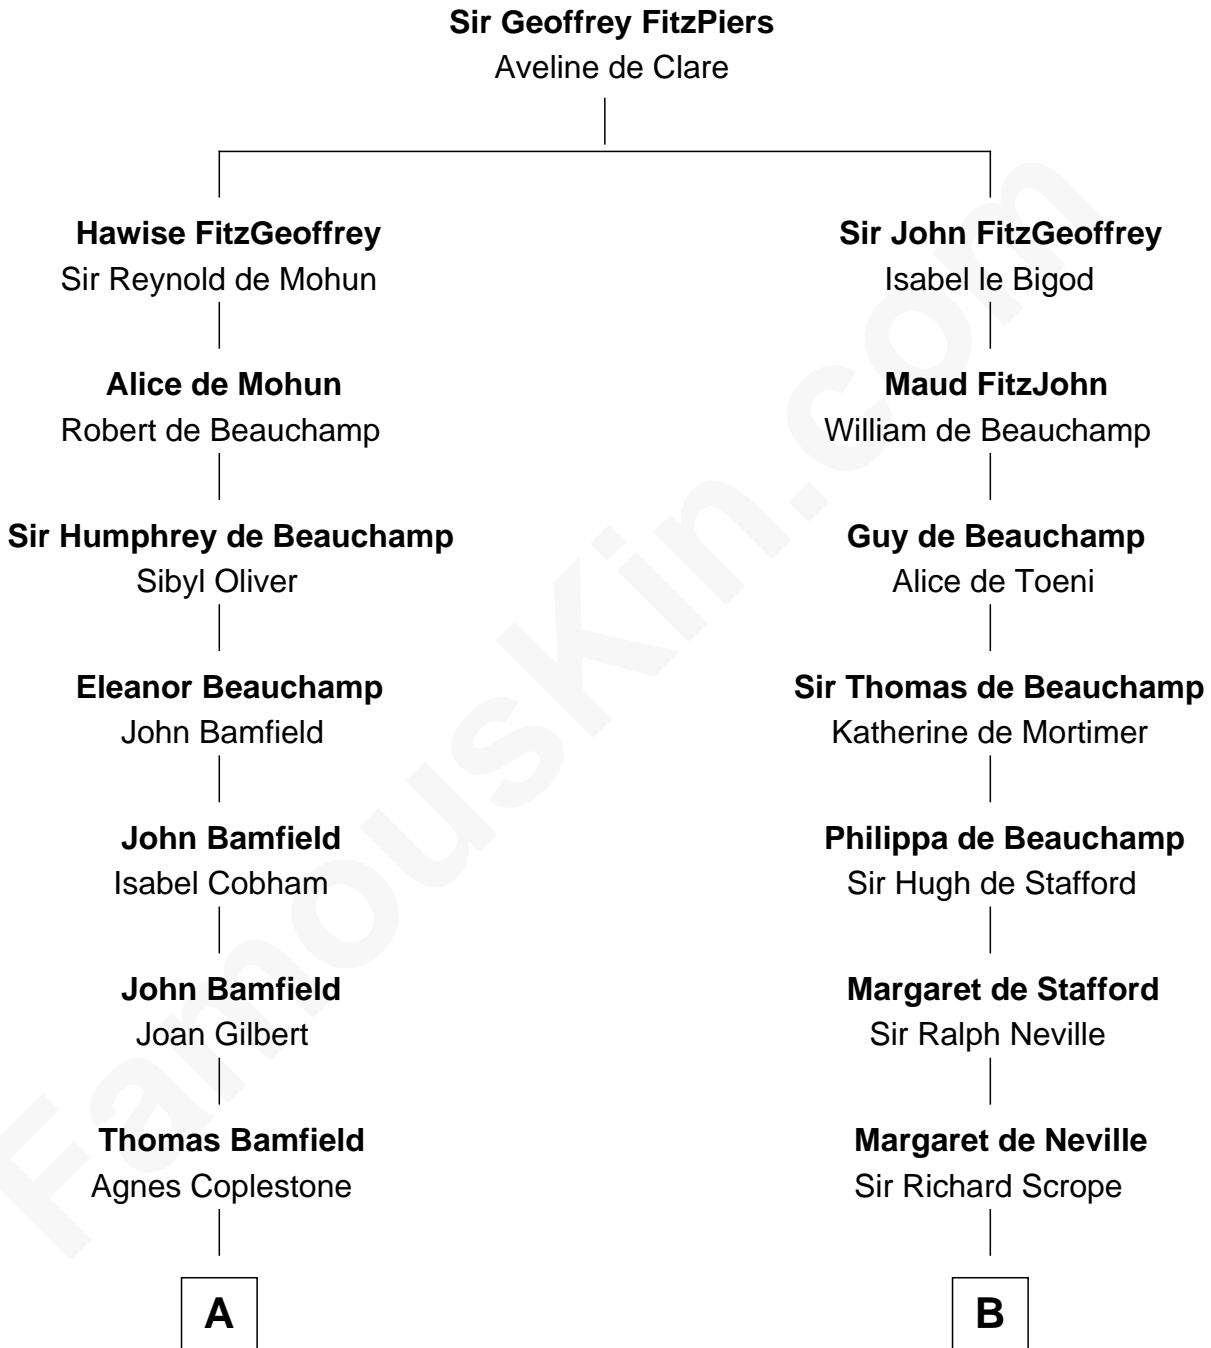 Sir Geoffrey FitzPiers
Aveline de Clare
Hawise FitzGeoffrey
Sir Reynold de Mohun
Alice de Mohun
Robert de Beauchamp
Sir Humphrey de Beauchamp
Sibyl Oliver
Eleanor Beauchamp
John Bamfield
John Bamfield
Isabel Cobham
John Bamfield
Joan Gilbert
Thomas Bamfield
Agnes Coplestone
A
Sir John FitzGeoffrey
Isabel le Bigod
Maud FitzJohn
William de Beauchamp
Guy de Beauchamp
Alice de Toeni
Sir Thomas de Beauchamp
Katherine de Mortimer
Philippa de Beauchamp
Sir Hugh de Stafford
Margaret de Stafford
Sir Ralph Neville
Margaret de Neville
Sir Richard Scrope
B
FamousKin.com